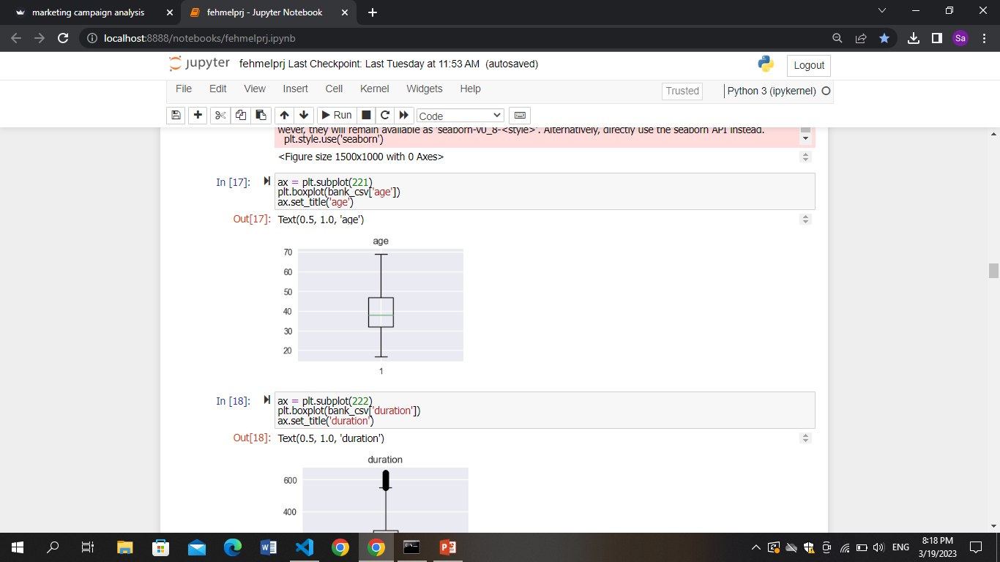 marketing campaign analysis
fehmelprj - Jupyter Notebook
localhost:8888/notebooks/fehmelprj.ipynb
Sa
jupyter fehmelprj Last Checkpoint: Last Tuesday at 11:53 AM (autosaved)
Logout
File Edit View Insert Cell Kernel Widgets Help
Trusted
Python 3 (ipykernel)
Run
Code
wever, they will remain available as 'seaborn-v0_8-<style>'. Alternatively, directly use the seaborn API instead.
plt.style.use('seaborn')
<Figure size 1500x1000 with 0 Axes>
In [17]:
ax = plt.subplot(221)
plt.boxplot(bank_csv['age'])
ax.set_title('age')
Out[17]: Text(0.5, 1.0, 'age')
age
70
60
50
40
30
20
1
In [18]:
ax = plt.subplot(222)
plt.boxplot(bank_csv['duration'])
ax.set_title('duration')
Out[18]: Text(0.5, 1.0, 'duration')
duration
600
400
ENG
8:18 PM
3/19/2023